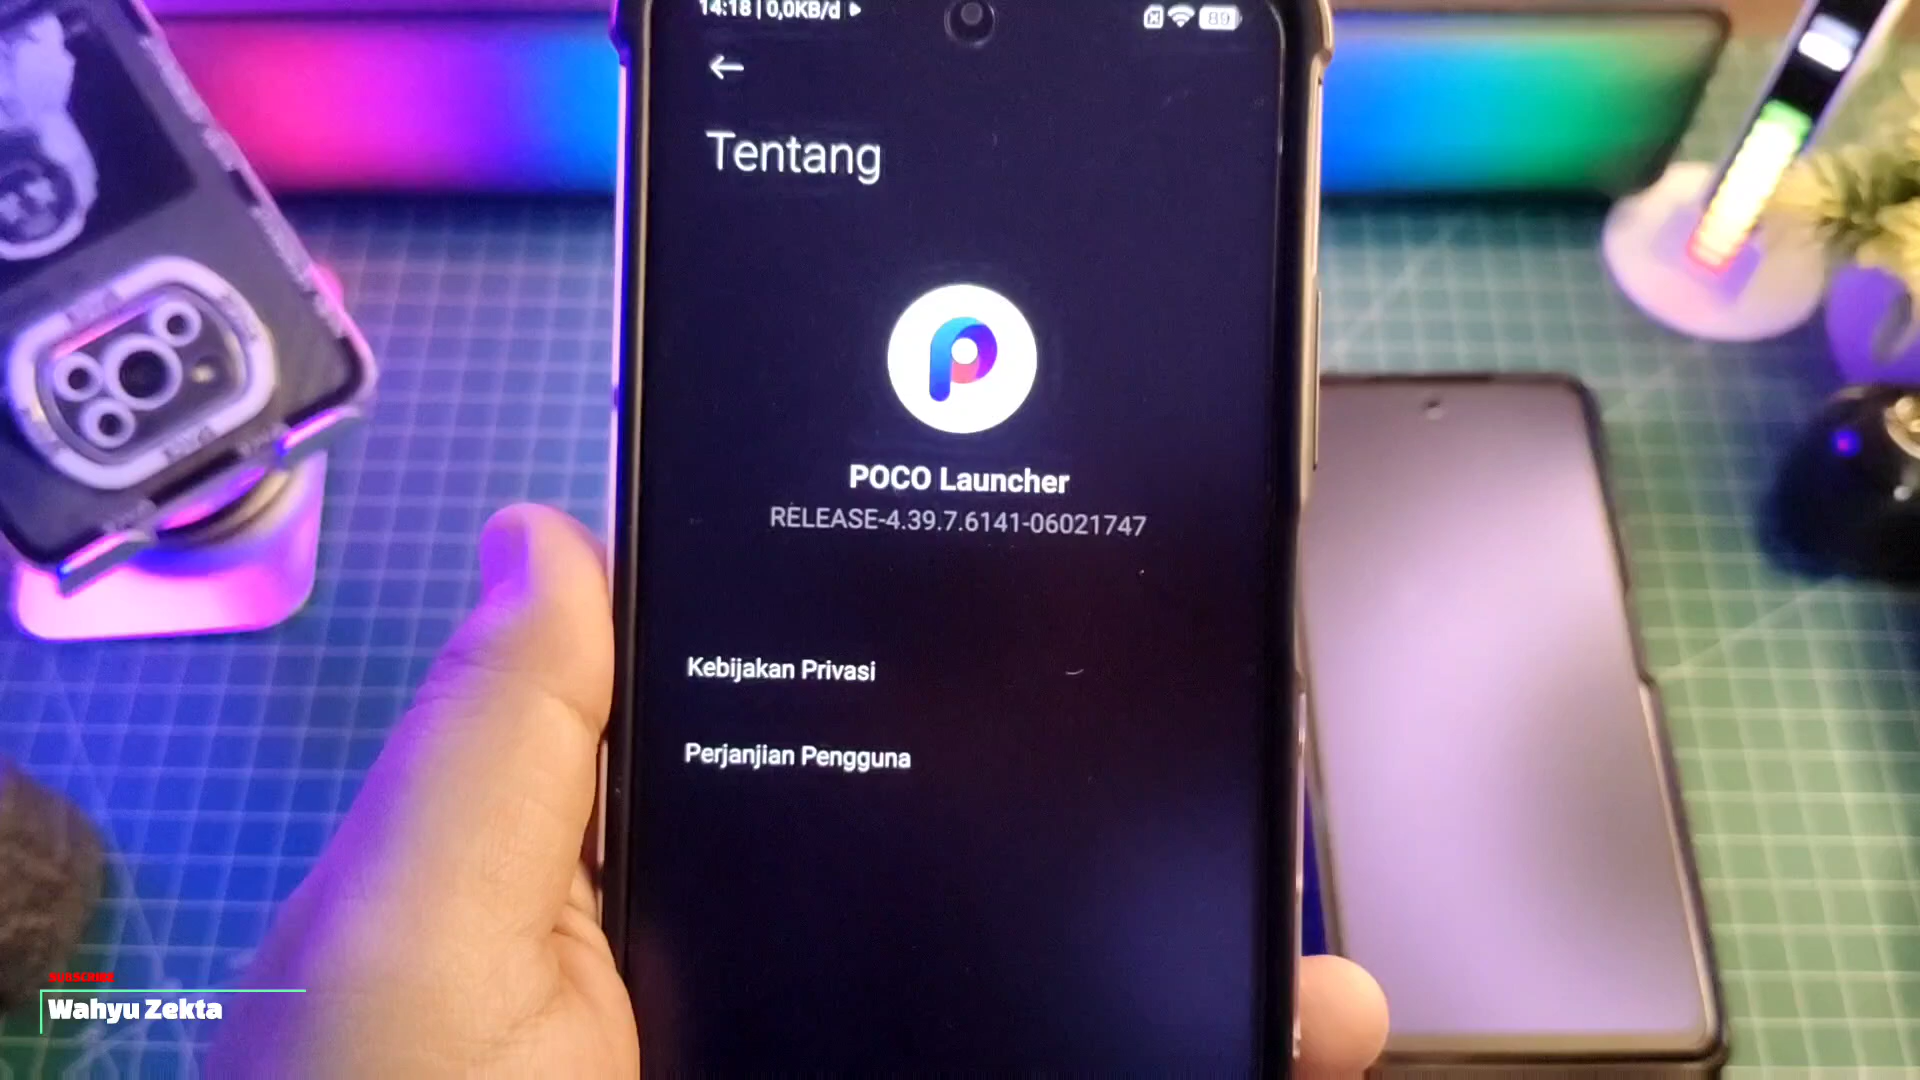 14:18 | 0,0KB/d
89
Tentang
POCO Launcher
RELEASE-4.39.7.6141-06021747
Kebijakan Privasi
Perjanjian Pengguna
SUBSCRIBE
Wahyu Zekta